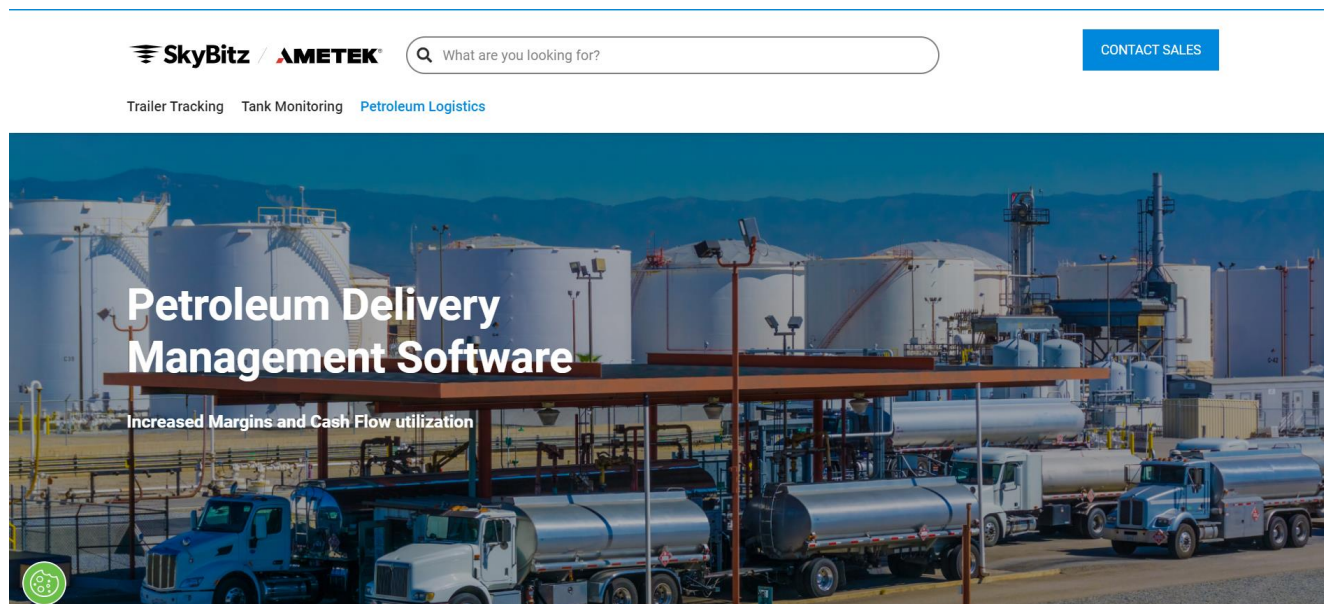 SkyBitz / AMETEK®
What are you looking for?
CONTACT SALES
Trailer Tracking Tank Monitoring Petroleum Logistics
Petroleum Delivery
Management Software
Increased Margins and Cash Flow utilization